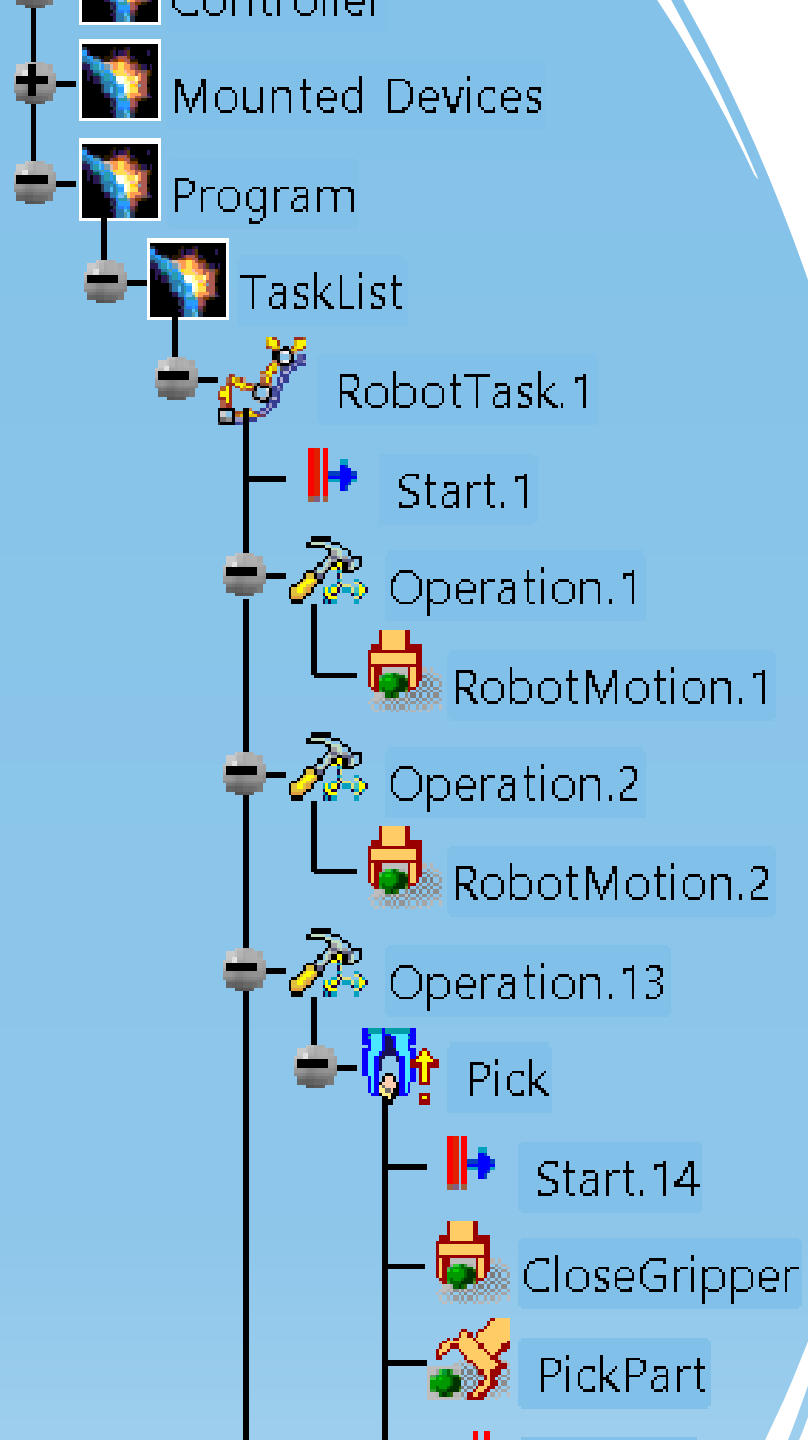 Controller
Mounted Devices
Program
TaskList
RobotTask.1
Start.1
Operation.1
RobotMotion.1
Operation.2
RobotMotion.2
Operation.13
Pick
Start.14
CloseGripper
PickPart